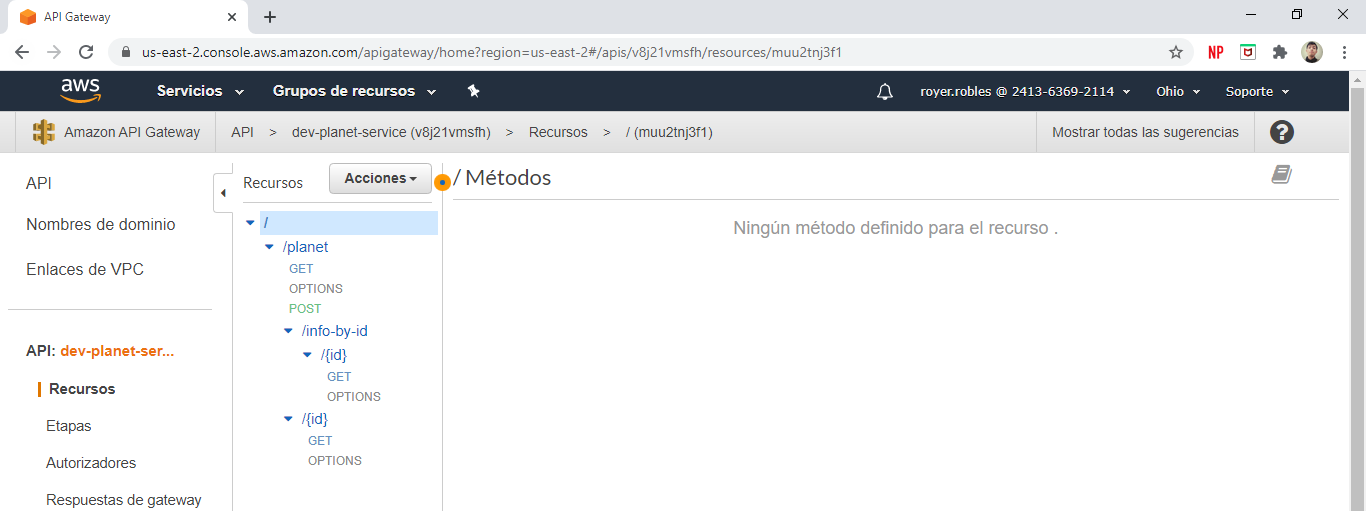 API Gateway
us-east-2.console.aws.amazon.com/apigateway/home?region=us-east-2#/apis/v8j21vmsfh/resources/muu2tnj3f1
NP
aws Servicios Grupos de recursos royer.robles @ 2413-6369-2114 Ohio Soporte
Amazon API Gateway API > dev-planet-service (v8j21vmsfh) > Recursos > / (muu2tnj3f1) Mostrar todas las sugerencias ?
API
Nombres de dominio
Enlaces de VPC
API: dev-planet-ser...
Recursos
Etapas
Autorizadores
Respuestas de gateway
Recursos Acciones
/
/planet
GET
OPTIONS
POST
/info-by-id
/{id}
GET
OPTIONS
/{id}
GET
OPTIONS
/ Métodos
Ningún método definido para el recurso .